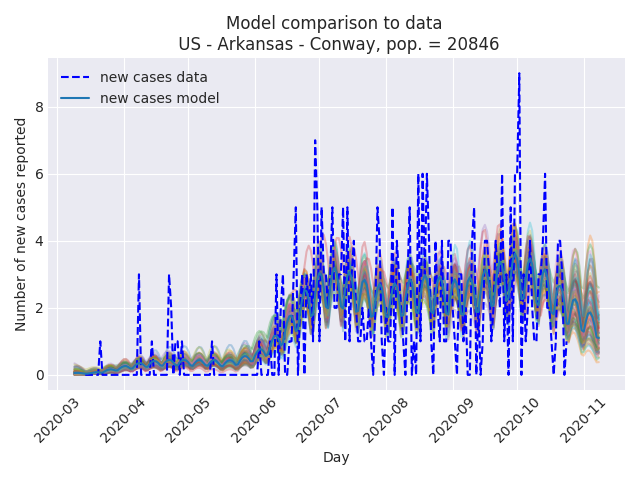 Model comparison to data
US - Arkansas - Conway, pop. = 20846
new cases data
new cases model
Number of new cases reported
8
6
4
2
0
2020-03
2020-04
2020-05
2020-06
2020-07
2020-08
2020-09
2020-10
2020-11
Day